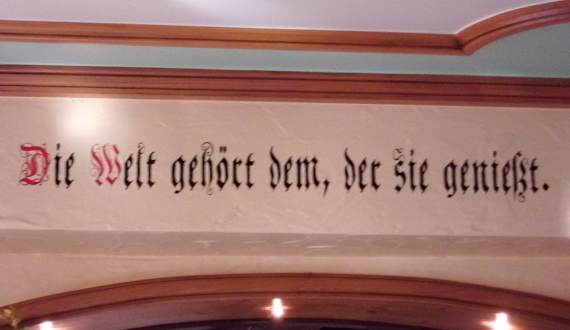 Die Welt gehört dem, der sie genießt.